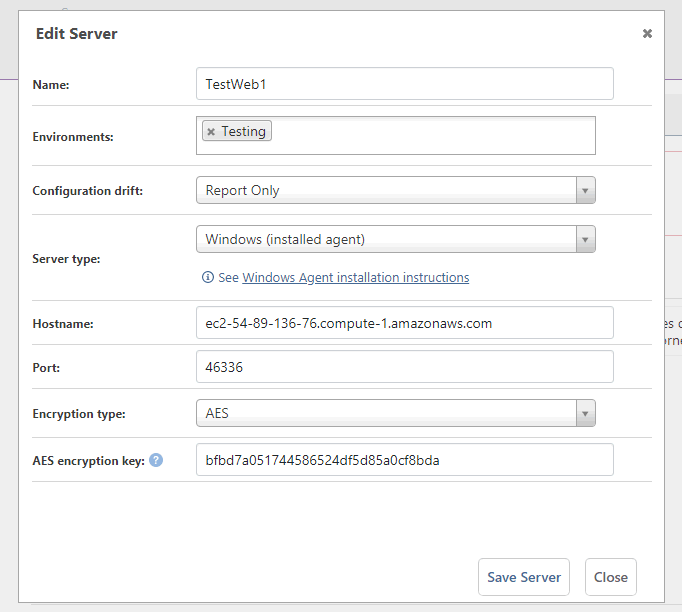 Edit Server
Name: TestWeb1
Environments: Testing
Configuration drift: Report Only
Server type: Windows (installed agent)
See Windows Agent installation instructions
Hostname: ec2-54-89-136-76.compute-1.amazonaws.com
Port: 46336
Encryption type: AES
AES encryption key: ? bfbd7a051744586524df5d85a0cf8bda
Save Server Close